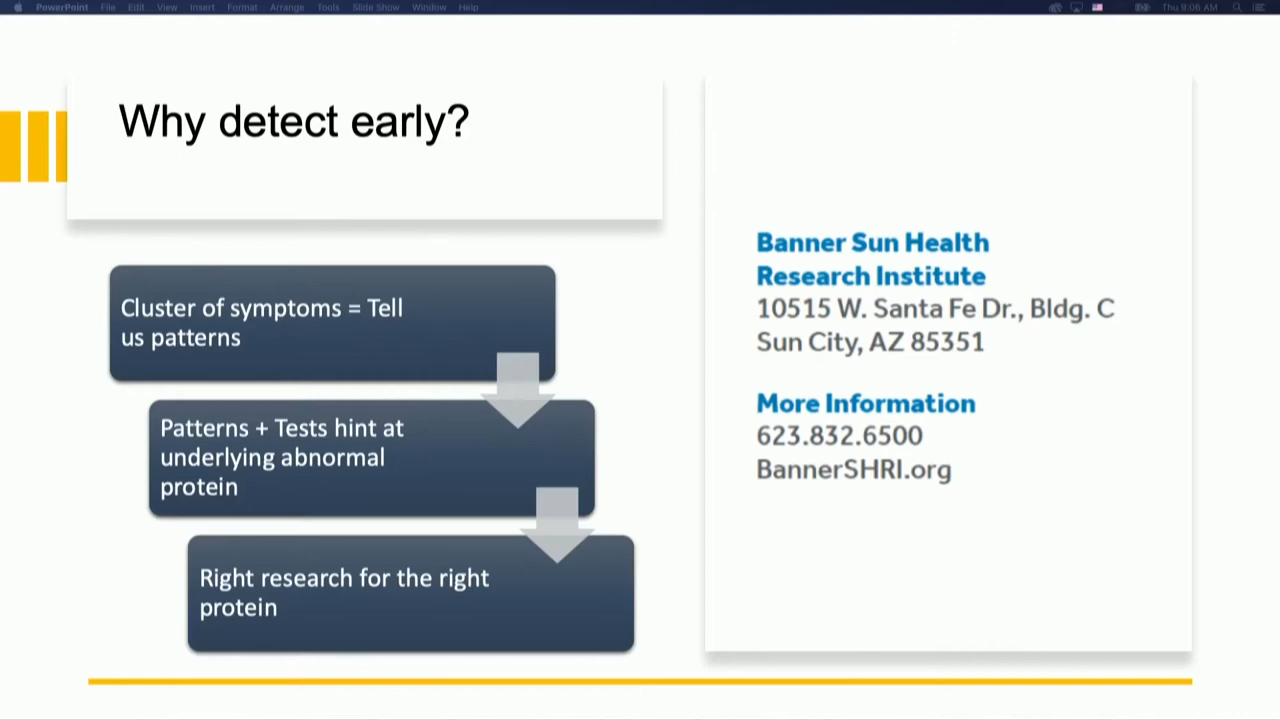 PowerPoint File Edit View Insert Format Arrange Tools Slide Show Window Help Thu 9:06 AM
Why detect early?
Cluster of symptoms = Tell
us patterns
Patterns + Tests hint at
underlying abnormal
protein
Right research for the right
protein
Banner Sun Health
Research Institute
10515 W. Santa Fe Dr., Bldg. C
Sun City, AZ 85351
More Information
623.832.6500
BannerSHRI.org